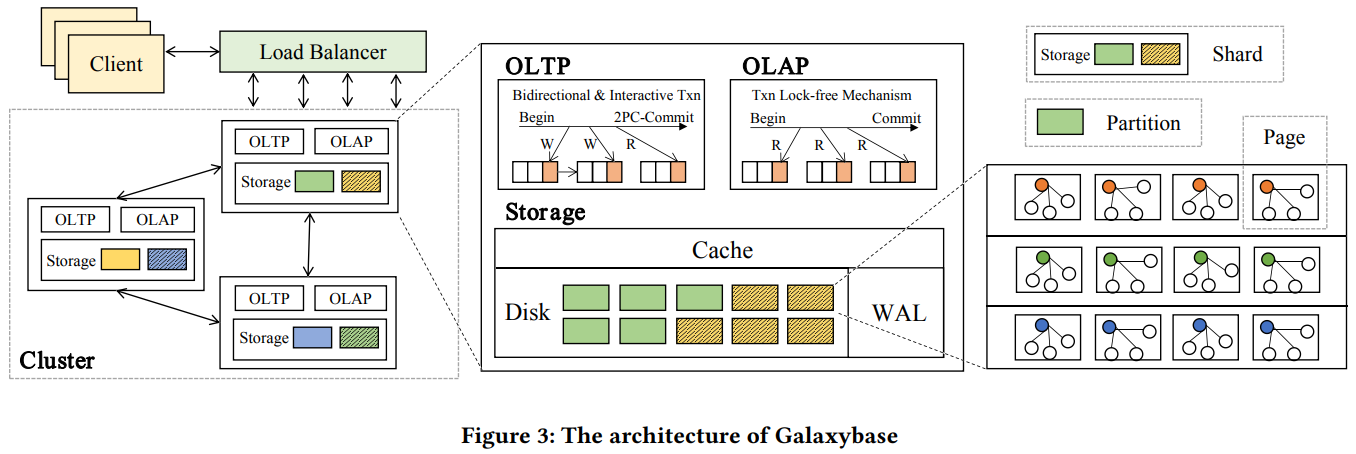 Client
Load Balancer
OLTP
OLAP
Storage
OLTP
OLAP
Storage
OLTP
OLAP
Storage
Cluster
OLTP
Bidirectional & Interactive Txn
Begin
2PC-Commit
W
W
R
OLAP
Txn Lock-free Mechanism
Begin
Commit
R
R
R
Storage
Cache
Disk
WAL
Storage
Shard
Partition
Page
Figure 3: The architecture of Galaxybase